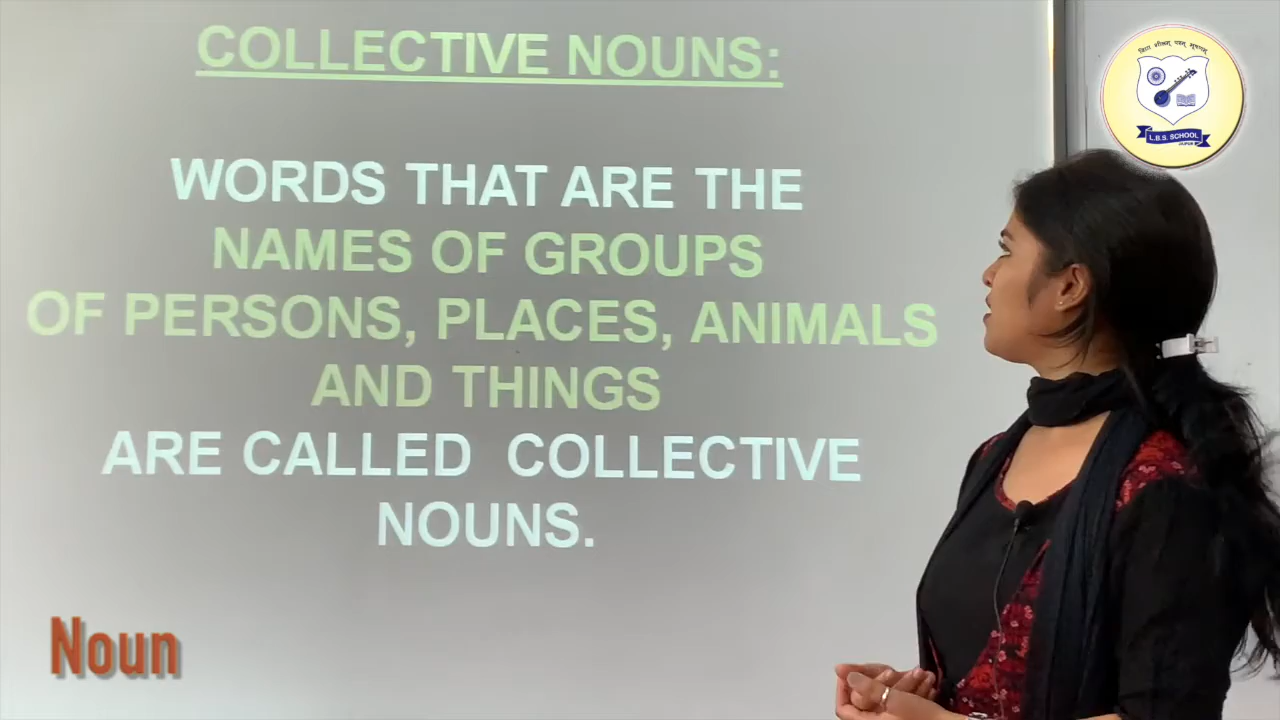 COLLECTIVE NOUNS:
WORDS THAT ARE THE
NAMES OF GROUPS
OF PERSONS, PLACES, ANIMALS
AND THINGS
ARE CALLED COLLECTIVE
NOUNS.
Noun
L.B.S. SCHOOL
JAIPUR